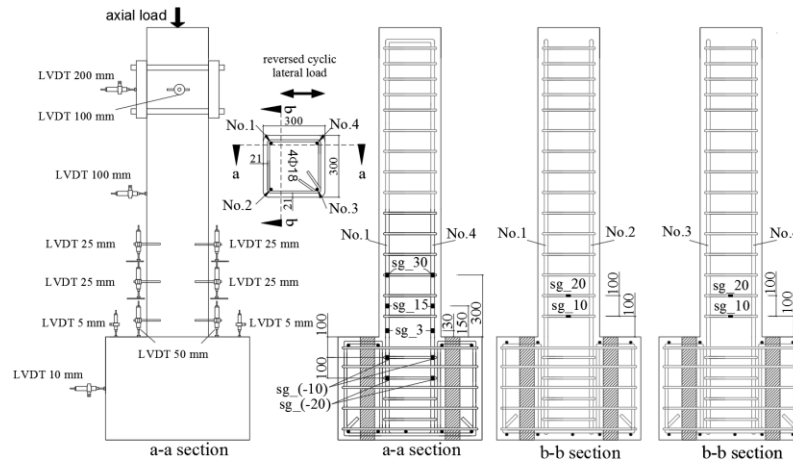 axial load
LVDT 200 mm
LVDT 100 mm
LVDT 100 mm
LVDT 25 mm
LVDT 25 mm
LVDT 25 mm
LVDT 25 mm
LVDT 5 mm
LVDT 5 mm
LVDT 50 mm
LVDT 10 mm
a-a section
reversed cyclic
lateral load
b
300
No.1
No.4
21
4Φ18
300
a
a
No.2
21
No.3
b
No.1
No.4
sg_30
sg_15
sg_3
30
150
300
100
100
sg_(-10)
sg_(-20)
a-a section
No.1
No.2
sg_20
sg_10
100
100
b-b section
No.3
sg_20
sg_10
100
100
b-b section